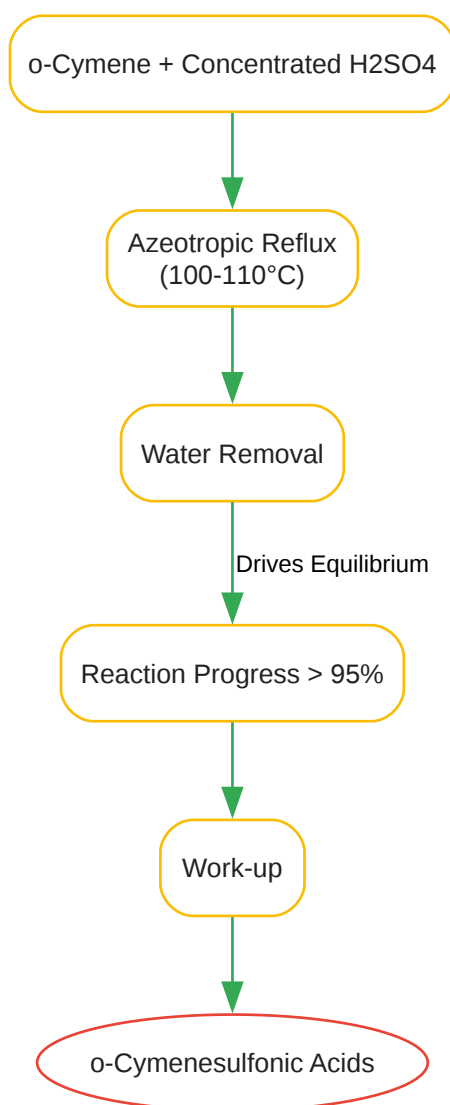 o-Cymene + Concentrated H2SO4
Azeotropic Reflux
(100-110°C)
Water Removal
Drives Equilibrium
Reaction Progress > 95%
Work-up
o-Cymenesulfonic Acids